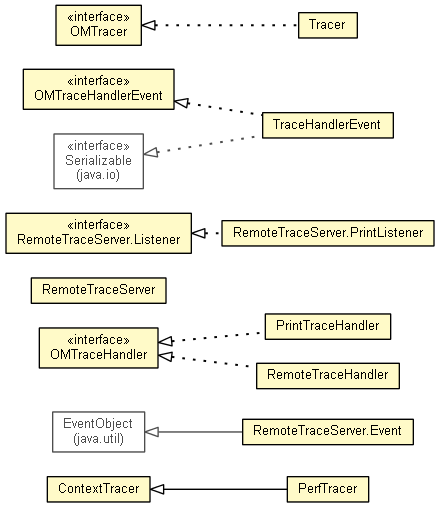 «interface»
OMTracer
Tracer
«interface»
OMTraceHandlerEvent
TraceHandlerEvent
«interface»
Serializable
(java.io)
«interface»
RemoteTraceServer.Listener
RemoteTraceServer.PrintListener
RemoteTraceServer
«interface»
OMTraceHandler
PrintTraceHandler
RemoteTraceHandler
EventObject
(java.util)
RemoteTraceServer.Event
ContextTracer
PerfTracer